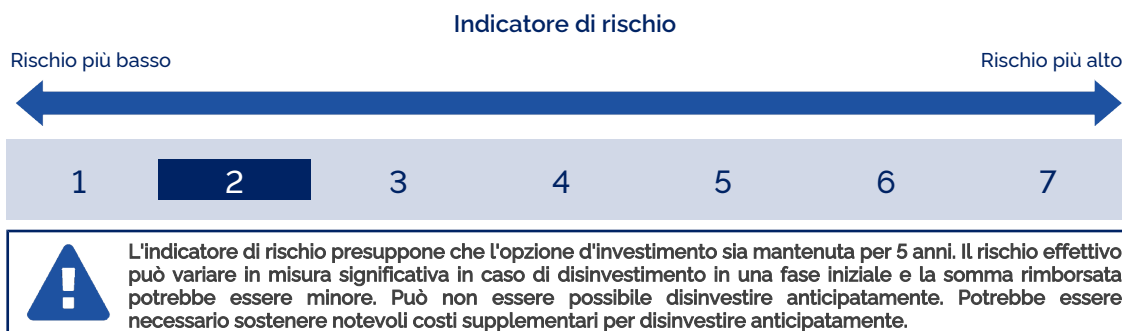 Indicatore di rischio
Rischio più basso
Rischio più alto
1 2 3 4 5 6 7
L'indicatore di rischio presuppone che l'opzione d'investimento sia mantenuta per 5 anni. Il rischio effettivo
può variare in misura significativa in caso di disinvestimento in una fase iniziale e la somma rimborsata
potrebbe essere minore. Può non essere possibile disinvestire anticipatamente. Potrebbe essere
necessario sostenere notevoli costi supplementari per disinvestire anticipatamente.